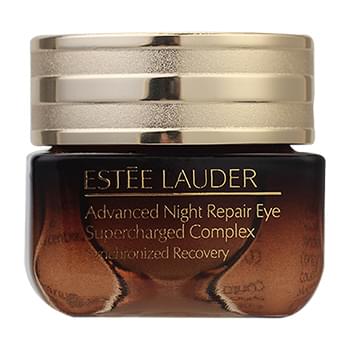 ESTĒE LAUDER
Advanced Night Repair Eye
Supercharged Complex
Synchronized Recovery